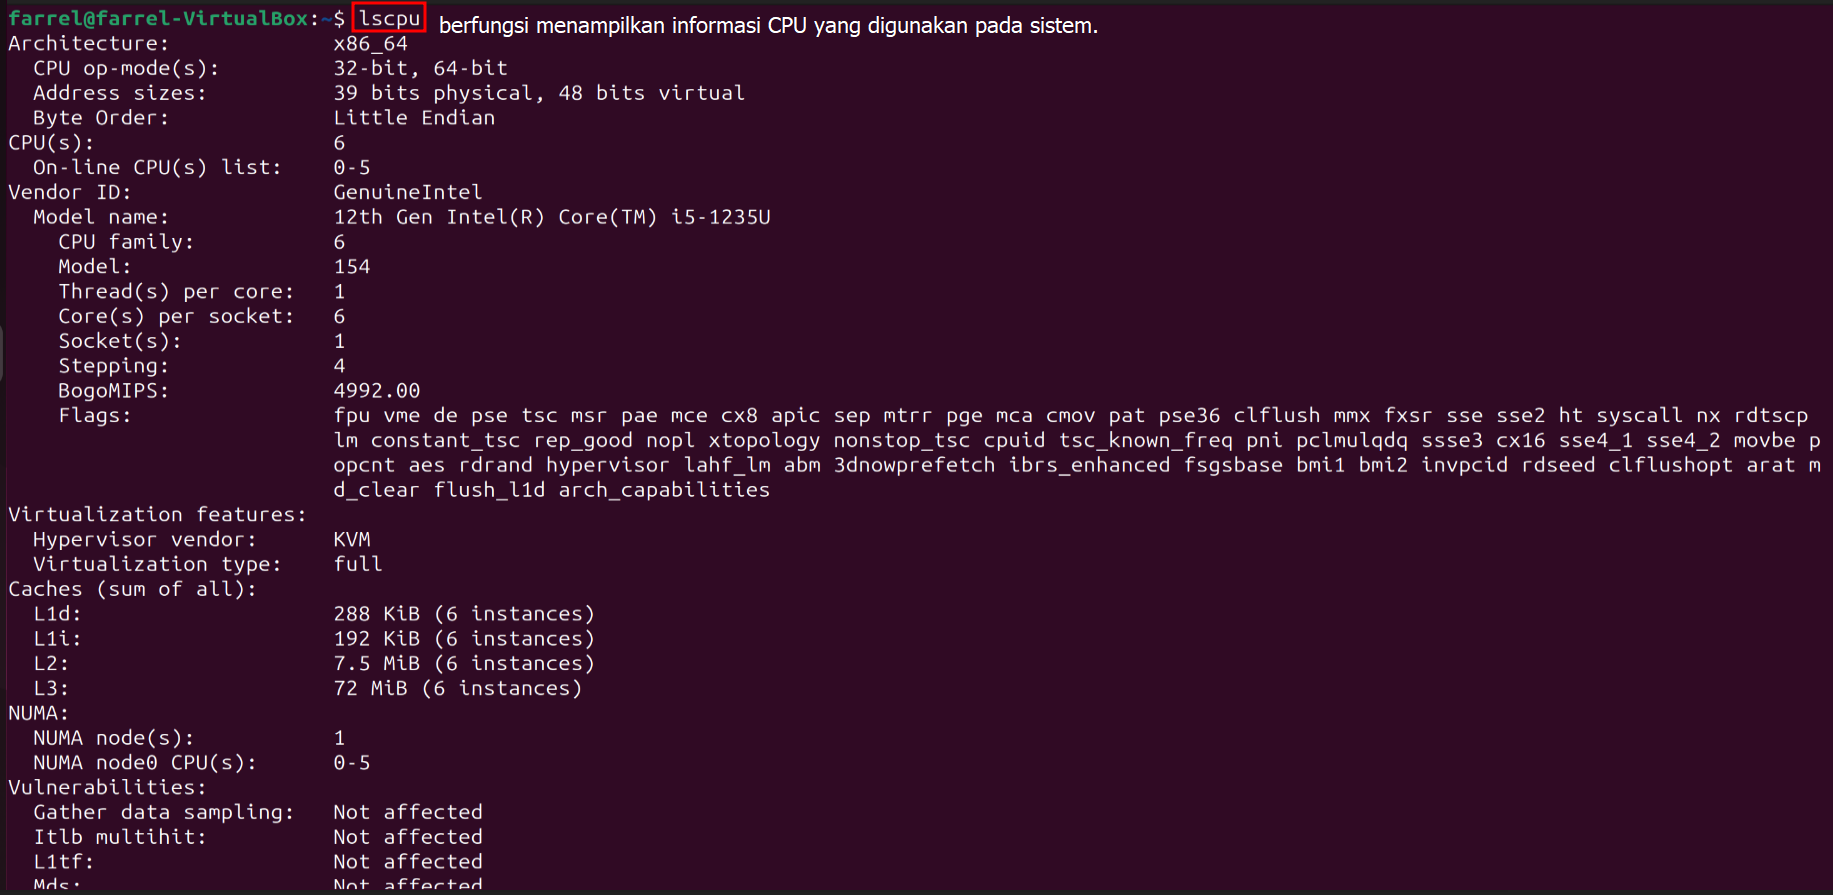 farrel@farrel-VirtualBox:~$ lscpu berfungsi menampilkan informasi CPU yang digunakan pada sistem.
Architecture: x86_64
CPU op-mode(s): 32-bit, 64-bit
Address sizes: 39 bits physical, 48 bits virtual
Byte Order: Little Endian
CPU(s): 6
On-line CPU(s) list: 0-5
Vendor ID: GenuineIntel
Model name: 12th Gen Intel(R) Core(TM) i5-1235U
CPU family: 6
Model: 154
Thread(s) per core: 1
Core(s) per socket: 6
Socket(s): 1
Stepping: 4
BogoMIPS: 4992.00
Flags: fpu vme de pse tsc msr pae mce cx8 apic sep mtrr pge mca cmov pat pse36 clflush mmx fxsr sse sse2 ht syscall nx rdtscp
lm constant_tsc rep_good nopl xtopology nonstop_tsc cpuid tsc_known_freq pni pclmulqdq ssse3 cx16 sse4_1 sse4_2 movbe p
opcnt aes rdrand hypervisor lahf_lm abm 3dnowprefetch ibrs_enhanced fsgsbase bmi1 bmi2 invpcid rdseed clflushopt arat m
d_clear flush_l1d arch_capabilities
Virtualization features:
Hypervisor vendor: KVM
Virtualization type: full
Caches (sum of all):
L1d: 288 KiB (6 instances)
L1i: 192 KiB (6 instances)
L2: 7.5 MiB (6 instances)
L3: 72 MiB (6 instances)
NUMA:
NUMA node(s): 1
NUMA node0 CPU(s): 0-5
Vulnerabilities:
Gather data sampling: Not affected
Itlb multihit: Not affected
L1tf: Not affected
Mds: Not affected